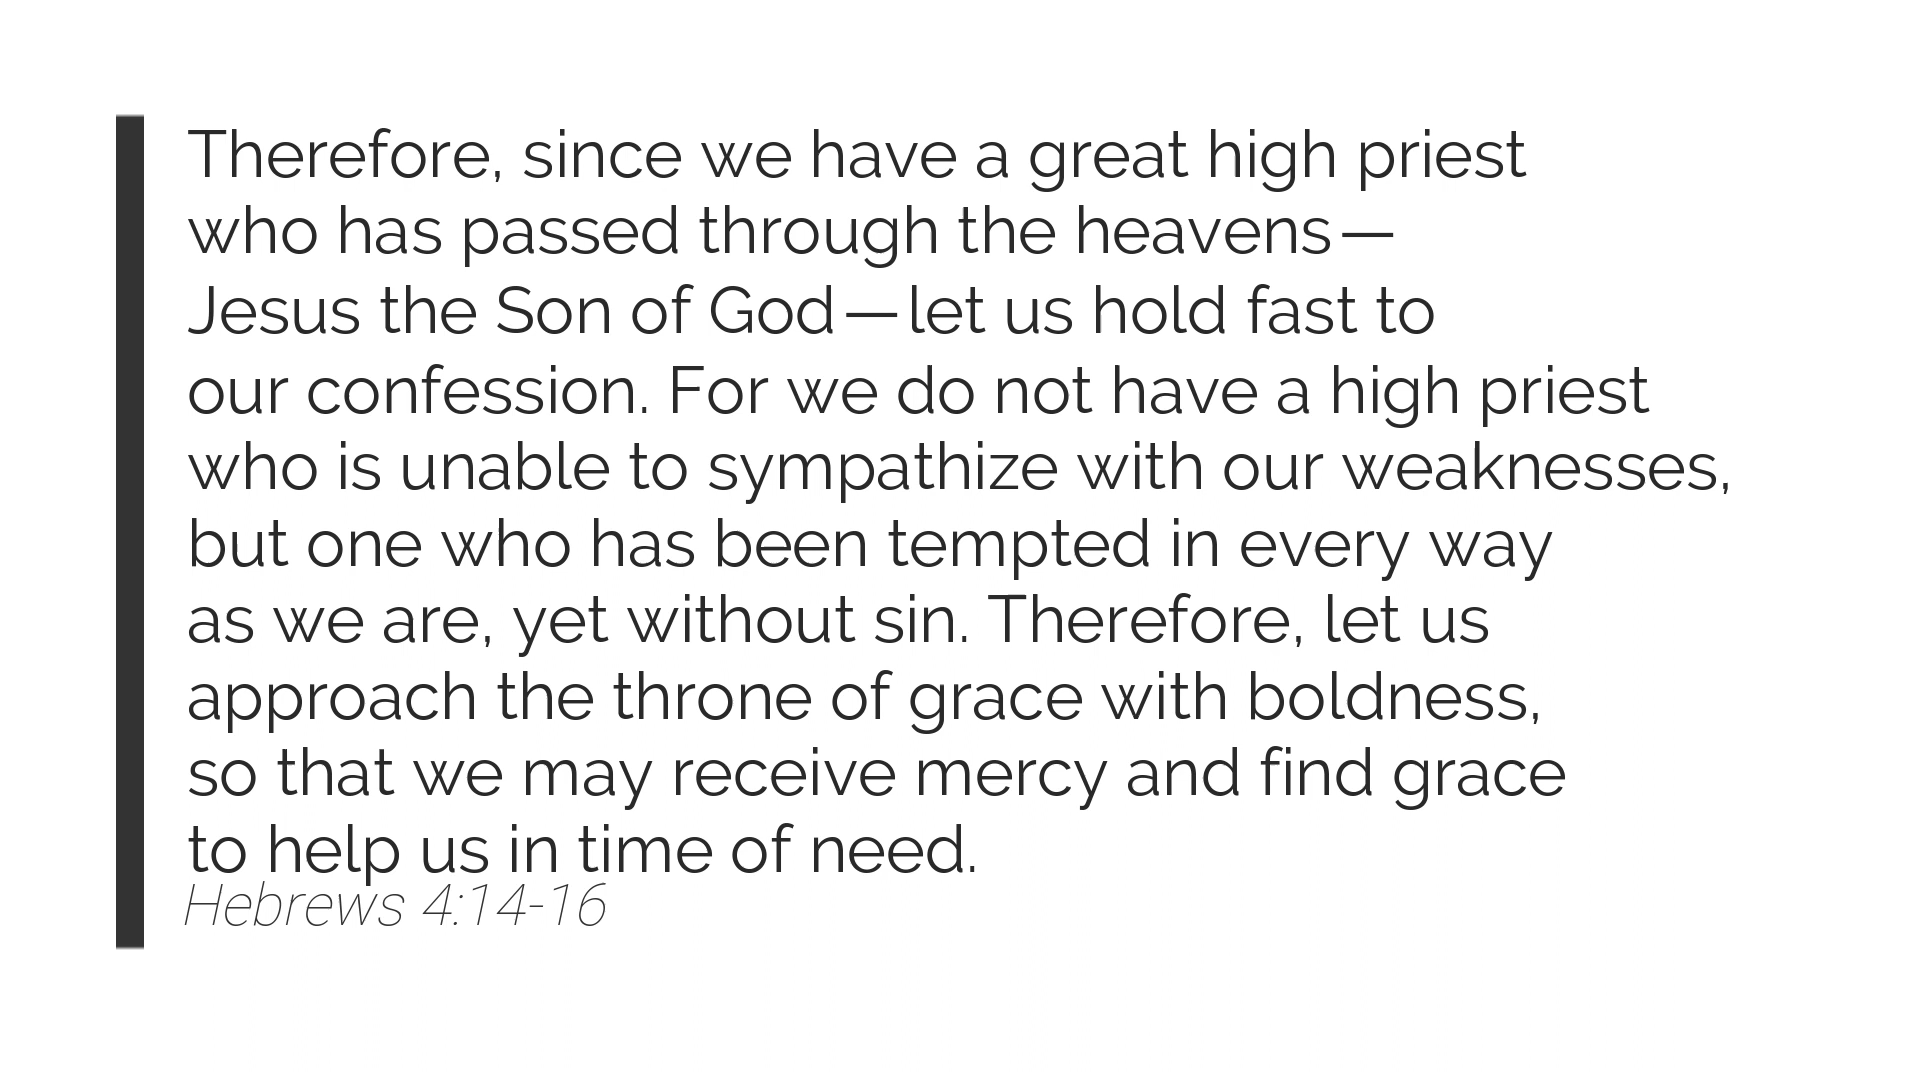 Therefore, since we have a great high priest
who has passed through the heavens—
Jesus the Son of God—let us hold fast to
our confession. For we do not have a high priest
who is unable to sympathize with our weaknesses,
but one who has been tempted in every way
as we are, yet without sin. Therefore, let us
approach the throne of grace with boldness,
so that we may receive mercy and find grace
to help us in time of need.
Hebrews 4:14-16